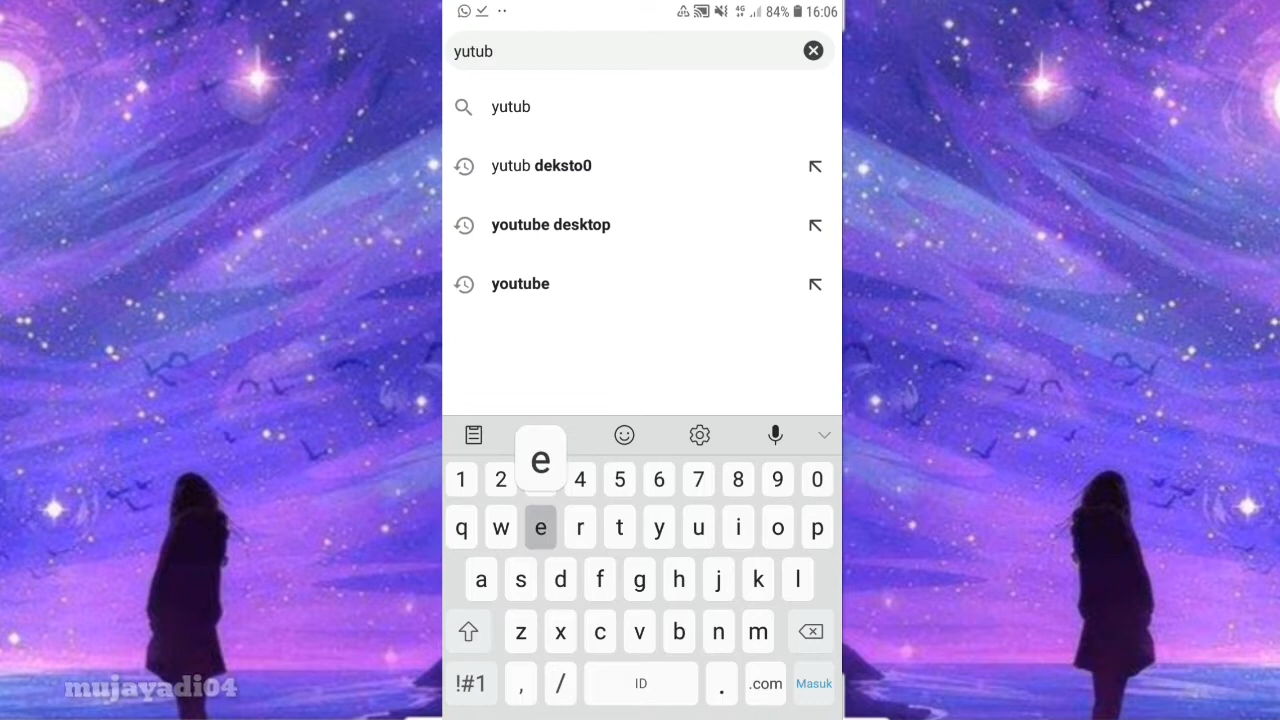 4G 84% 16:06
yutub
yutub
yutub deksto0
youtube desktop
youtube
e
1 2 4 5 6 7 8 9 0
q w e r t y u i o p
a s d f g h j k l
z x c v b n m
!#1 , / ID . .com Masuk
mujayadi04